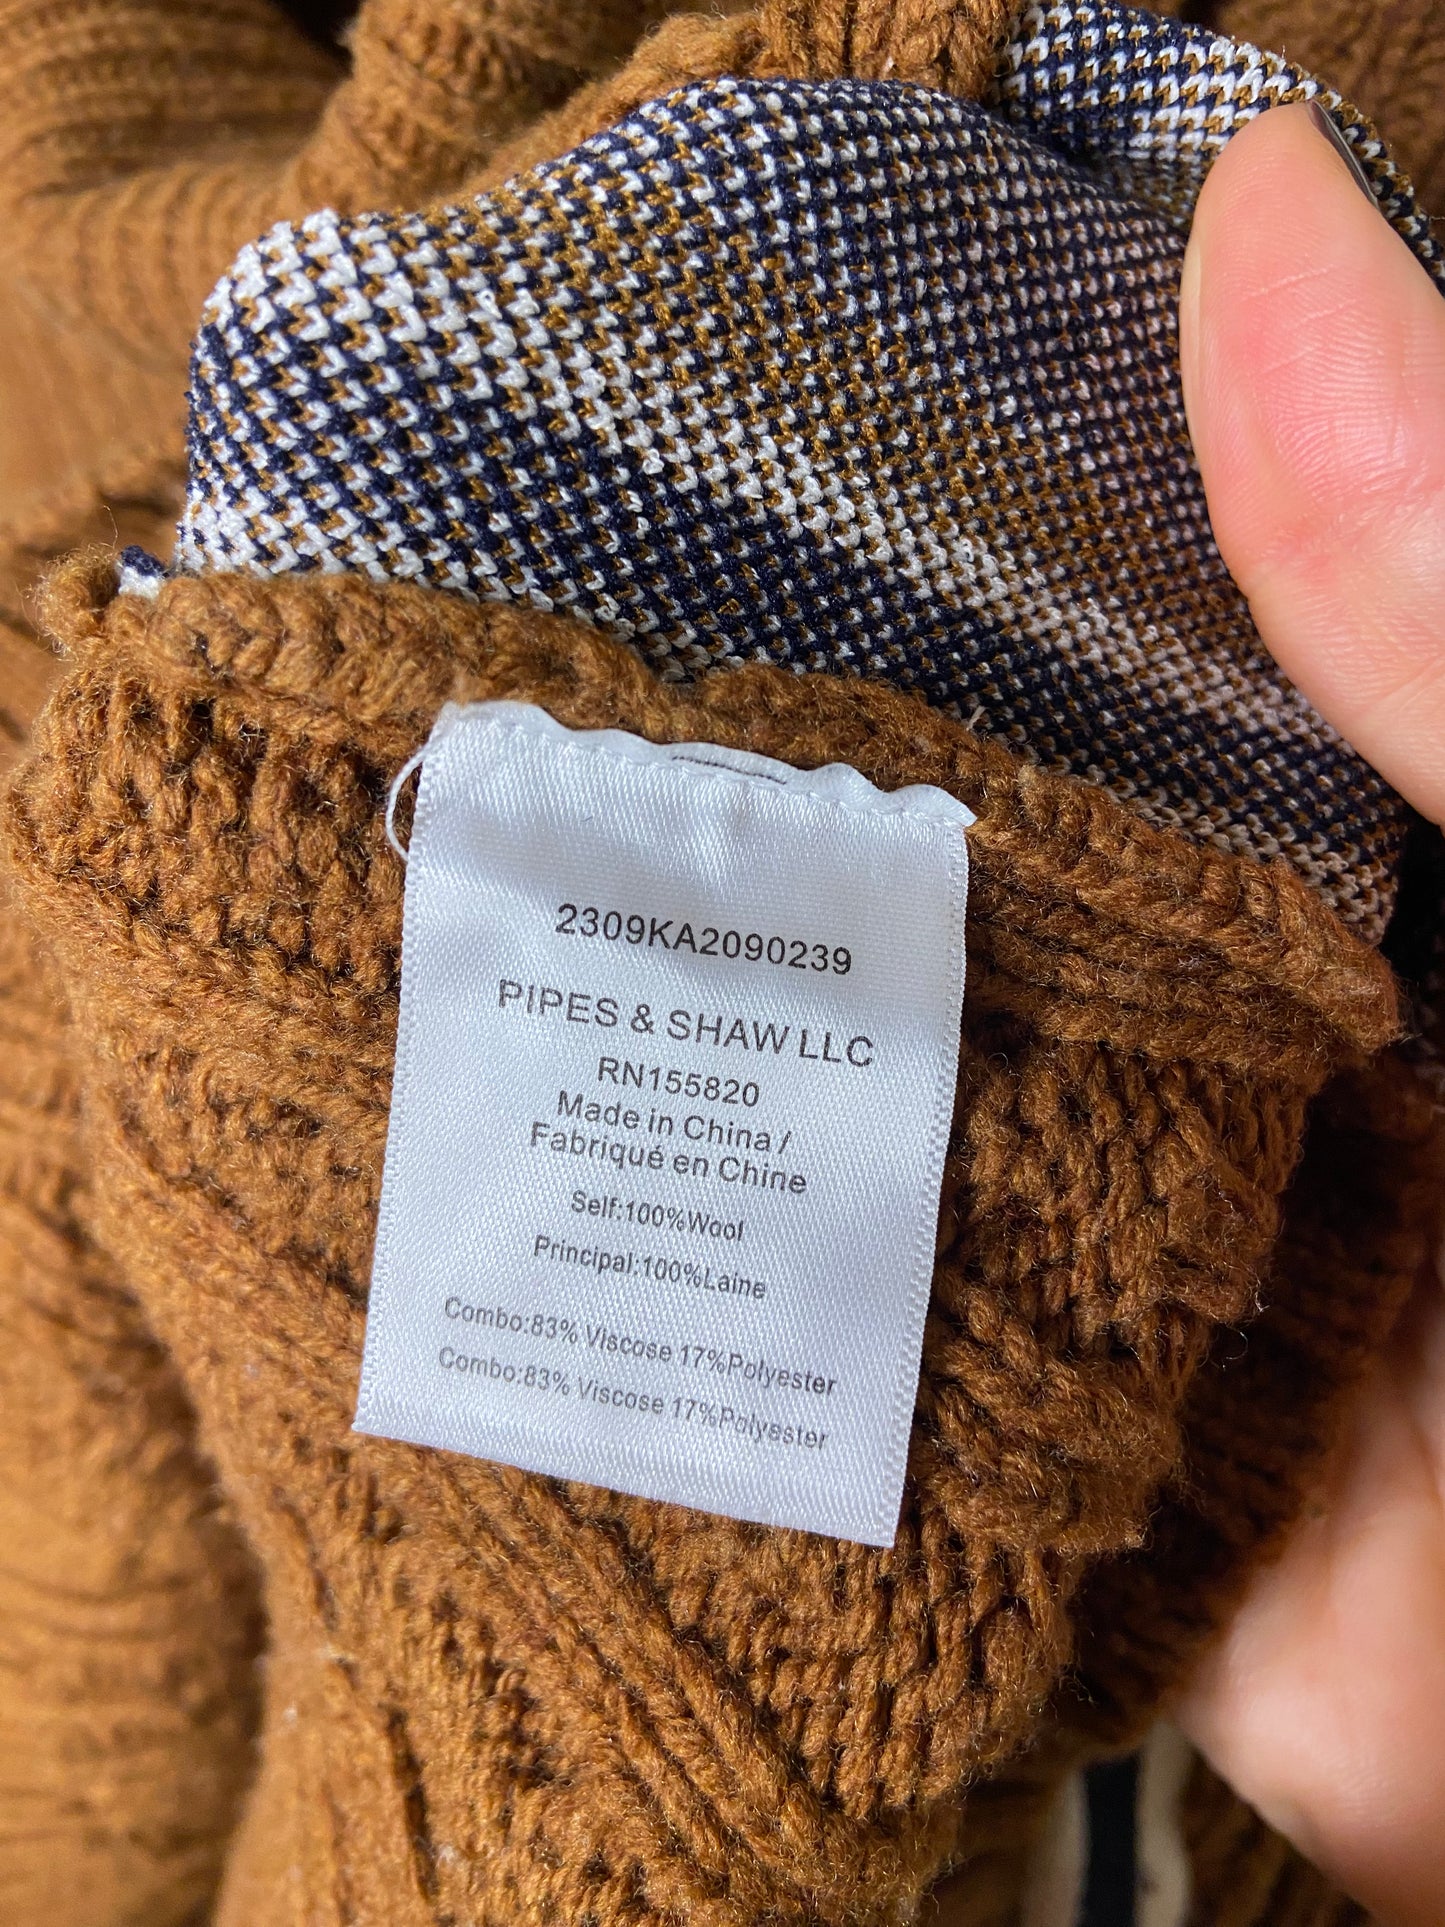 2309KA2090239
PIPES & SHAW LLC
RN155820
Made in China /
Fabriqué en Chine
Self:100%Wool
Principal:100%Laine
Combo:83% Viscose 17%Polyester
Combo:83% Viscose 17%Polyester